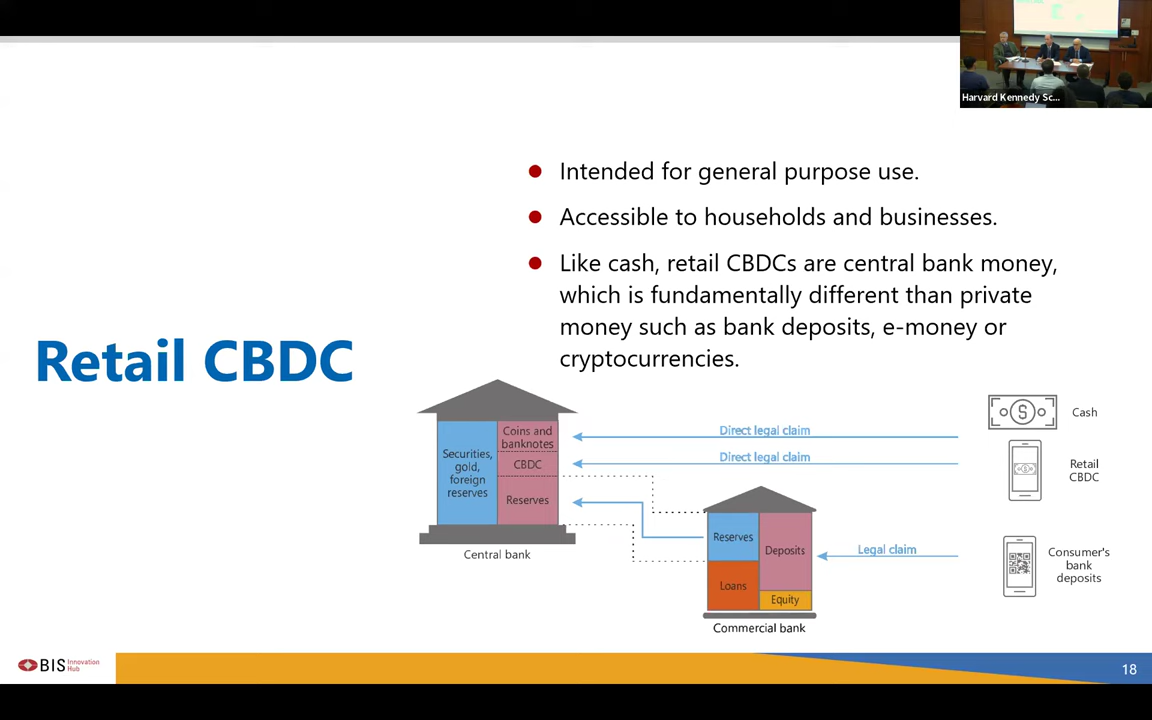 Harvard Kennedy Sc...
Intended for general purpose use.
Accessible to households and businesses.
Like cash, retail CBDCs are central bank money,
which is fundamentally different than private
money such as bank deposits, e-money or
cryptocurrencies.
Retail CBDC
Securities,
gold,
foreign
reserves
Coins and
banknotes
CBDC
Reserves
Central bank
Direct legal claim
Direct legal claim
Cash
Retail
CBDC
Reserves
Loans
Deposits
Equity
Commercial bank
Legal claim
Consumer's
bank
deposits
BIS Innovation
Hub
18